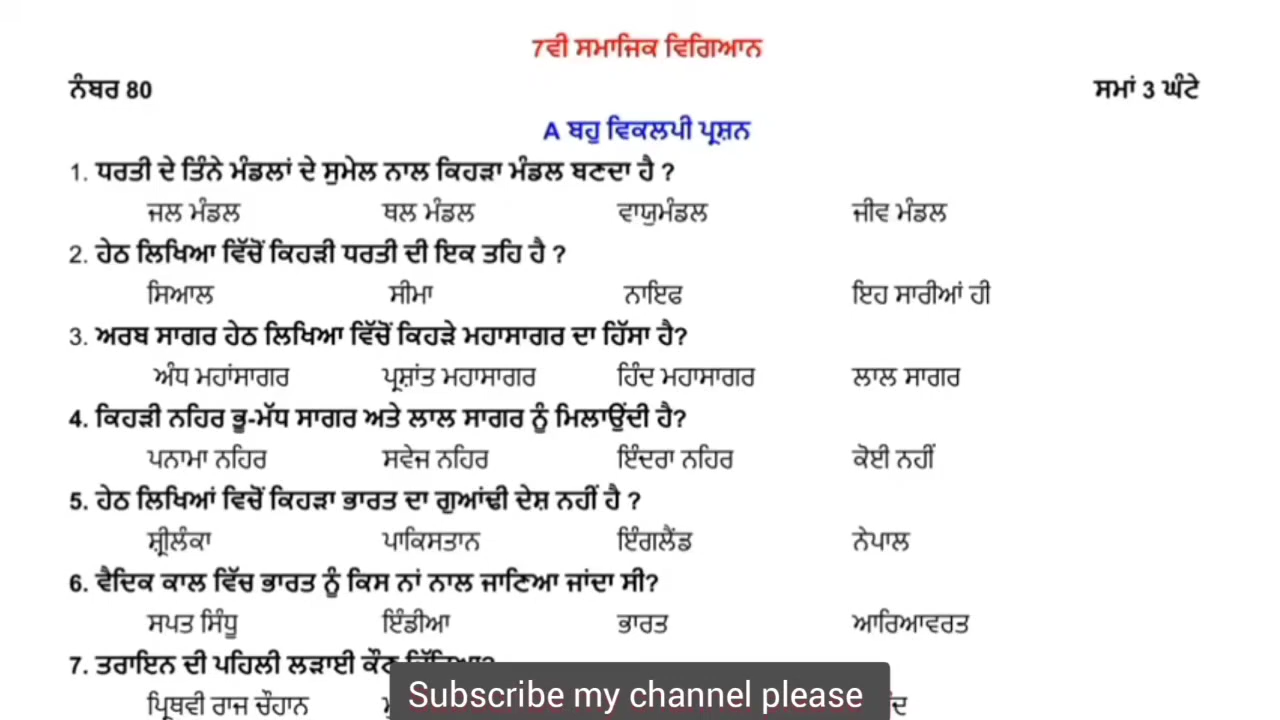 7ਵੀ ਸਮਾਜਿਕ ਵਿਗਿਆਨ
ਨੰਬਰ 80 ਸਮਾਂ 3 ਘੰਟੇ
A ਬਹੁ ਵਿਕਲਪੀ ਪ੍ਰਸ਼ਨ
1. ਧਰਤੀ ਦੇ ਤਿੰਨੇ ਮੰਡਲਾਂ ਦੇ ਸੁਮੇਲ ਨਾਲ ਕਿਹੜਾ ਮੰਡਲ ਬਣਦਾ ਹੈ ?
ਜਲ ਮੰਡਲ ਥਲ ਮੰਡਲ ਵਾਯੂਮੰਡਲ ਜੀਵ ਮੰਡਲ
2. ਹੇਠ ਲਿਖਿਆ ਵਿੱਚੋਂ ਕਿਹੜੀ ਧਰਤੀ ਦੀ ਇਕ ਤਹਿ ਹੈ ?
ਸਿਆਲ ਸੀਮਾ ਨਾਇਫ ਇਹ ਸਾਰੀਆਂ ਹੀ
3. ਅਰਬ ਸਾਗਰ ਹੇਠ ਲਿਖਿਆ ਵਿੱਚੋਂ ਕਿਹੜੇ ਮਹਾਸਾਗਰ ਦਾ ਹਿੱਸਾ ਹੈ?
ਅੰਧ ਮਹਾਂਸਾਗਰ ਪ੍ਰਸ਼ਾਂਤ ਮਹਾਸਾਗਰ ਹਿੰਦ ਮਹਾਸਾਗਰ ਲਾਲ ਸਾਗਰ
4. ਕਿਹੜੀ ਨਹਿਰ ਭੂ-ਮੱਧ ਸਾਗਰ ਅਤੇ ਲਾਲ ਸਾਗਰ ਨੂੰ ਮਿਲਾਉਂਦੀ ਹੈ?
ਪਨਾਮਾ ਨਹਿਰ ਸਵੇਜ ਨਹਿਰ ਇੰਦਰਾ ਨਹਿਰ ਕੋਈ ਨਹੀਂ
5. ਹੇਠ ਲਿਖਿਆਂ ਵਿਚੋਂ ਕਿਹੜਾ ਭਾਰਤ ਦਾ ਗੁਆਂਢੀ ਦੇਸ਼ ਨਹੀਂ ਹੈ ?
ਸ਼੍ਰੀਲੰਕਾ ਪਾਕਿਸਤਾਨ ਇੰਗਲੈਂਡ ਨੇਪਾਲ
6. ਵੈਦਿਕ ਕਾਲ ਵਿੱਚ ਭਾਰਤ ਨੂੰ ਕਿਸ ਨਾਂ ਨਾਲ ਜਾਣਿਆ ਜਾਂਦਾ ਸੀ?
ਸਪਤ ਸਿੰਧੂ ਇੰਡੀਆ ਭਾਰਤ ਆਰਿਆਵਰਤ
7. ਤਰਾਇਨ ਦੀ ਪਹਿਲੀ ਲੜਾਈ ਕੌਣ
ਪ੍ਰਿਥਵੀ ਰਾਜ ਚੌਹਾਨ
Subscribe my channel please